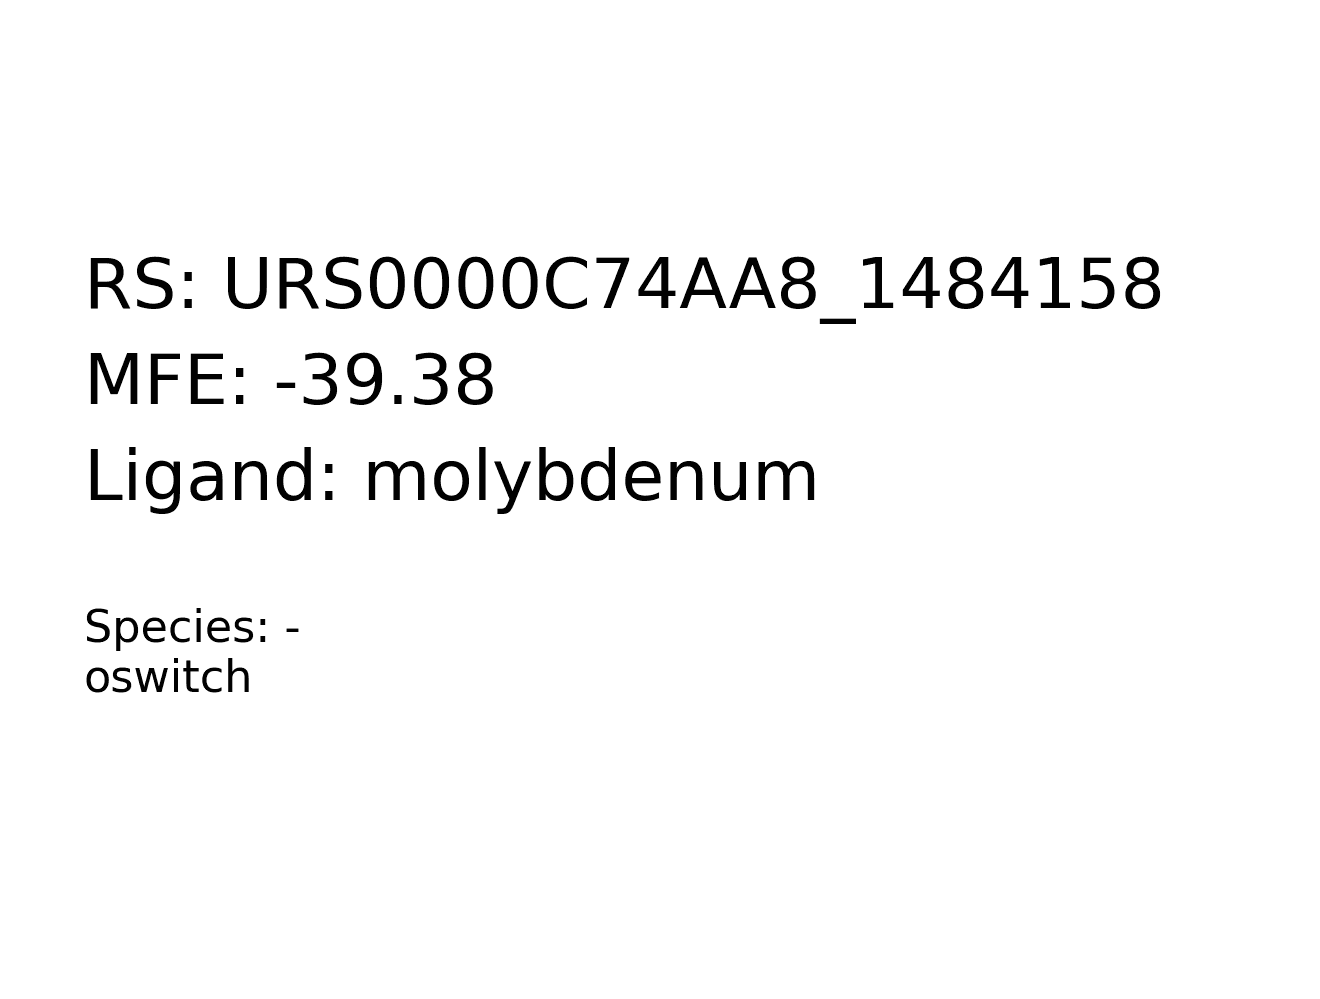 RS: URS0000C74AA8_1484158
MFE: -39.38
Ligand: molybdenum
Species: -
oswitch